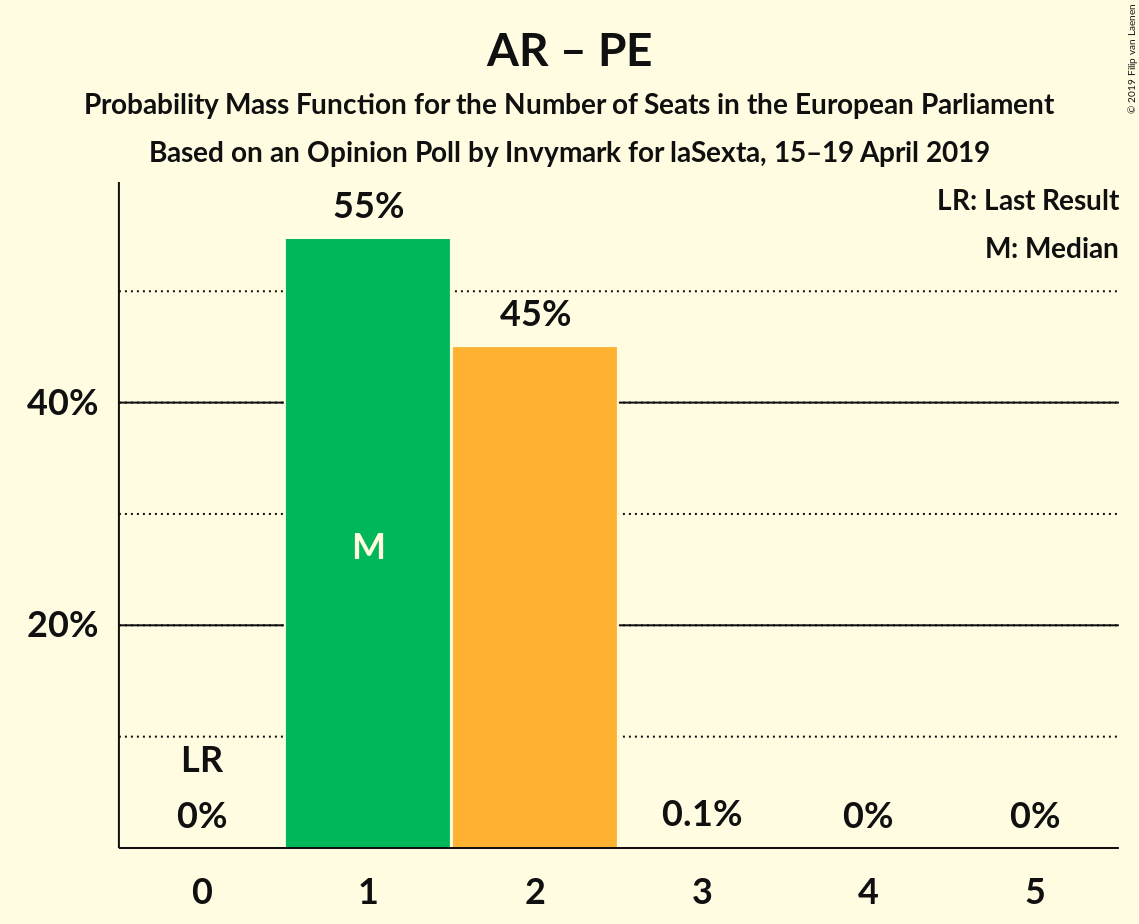 AR – PE
Probability Mass Function for the Number of Seats in the European Parliament
Based on an Opinion Poll by Invymark for laSexta, 15–19 April 2019
© 2019 Filip van Laenen
LR: Last Result
M: Median
55%
45%
40%
M
20%
LR
0%
0.1%
0%
0%
0 1 2 3 4 5